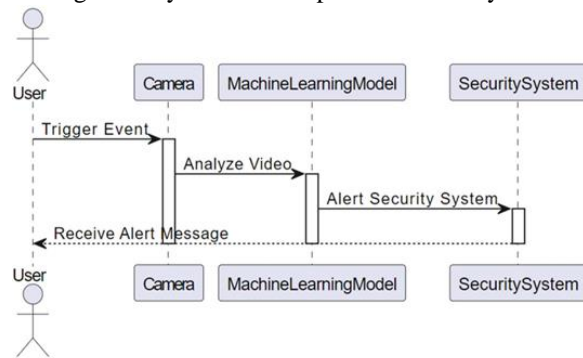 User
Camera MachineLearningModel SecuritySystem
Trigger Event
Analyze Video
Alert Security System
Receive Alert Message
User
Camera MachineLearningModel SecuritySystem